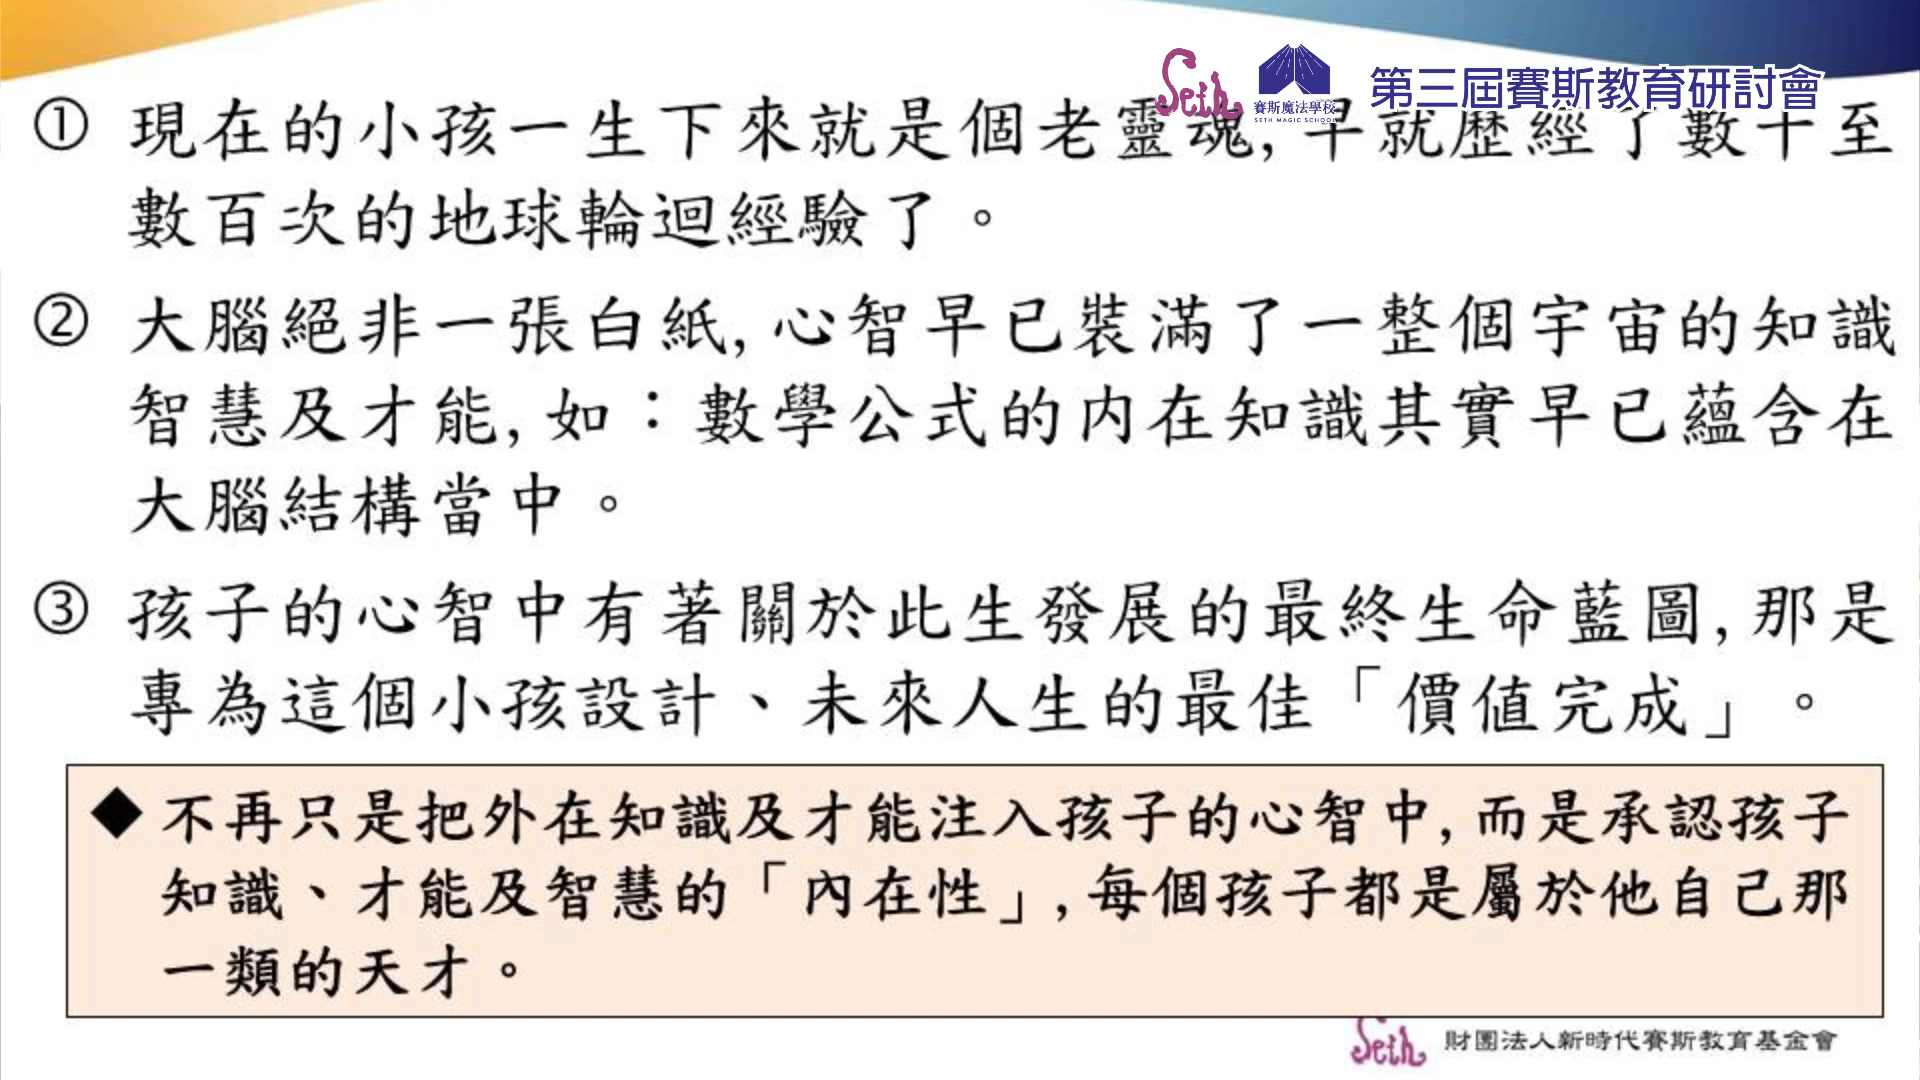 Seth
賽斯魔法學校
SETH MAGIC SCHOOL
第三屆賽斯教育研討會
① 現在的小孩一生下來就是個老靈魂,早就歷經了數十至
數百次的地球輪迴經驗了。
② 大腦絕非一張白紙,心智早已裝滿了一整個宇宙的知識
智慧及才能,如：數學公式的內在知識其實早已蘊含在
大腦結構當中。
③ 孩子的心智中有著關於此生發展的最終生命藍圖,那是
專為這個小孩設計、未來人生的最佳「價值完成」。
◆ 不再只是把外在知識及才能注入孩子的心智中,而是承認孩子
知識、才能及智慧的「內在性」,每個孩子都是屬於他自己那
一類的天才。
Seth 財團法人新時代賽斯教育基金會